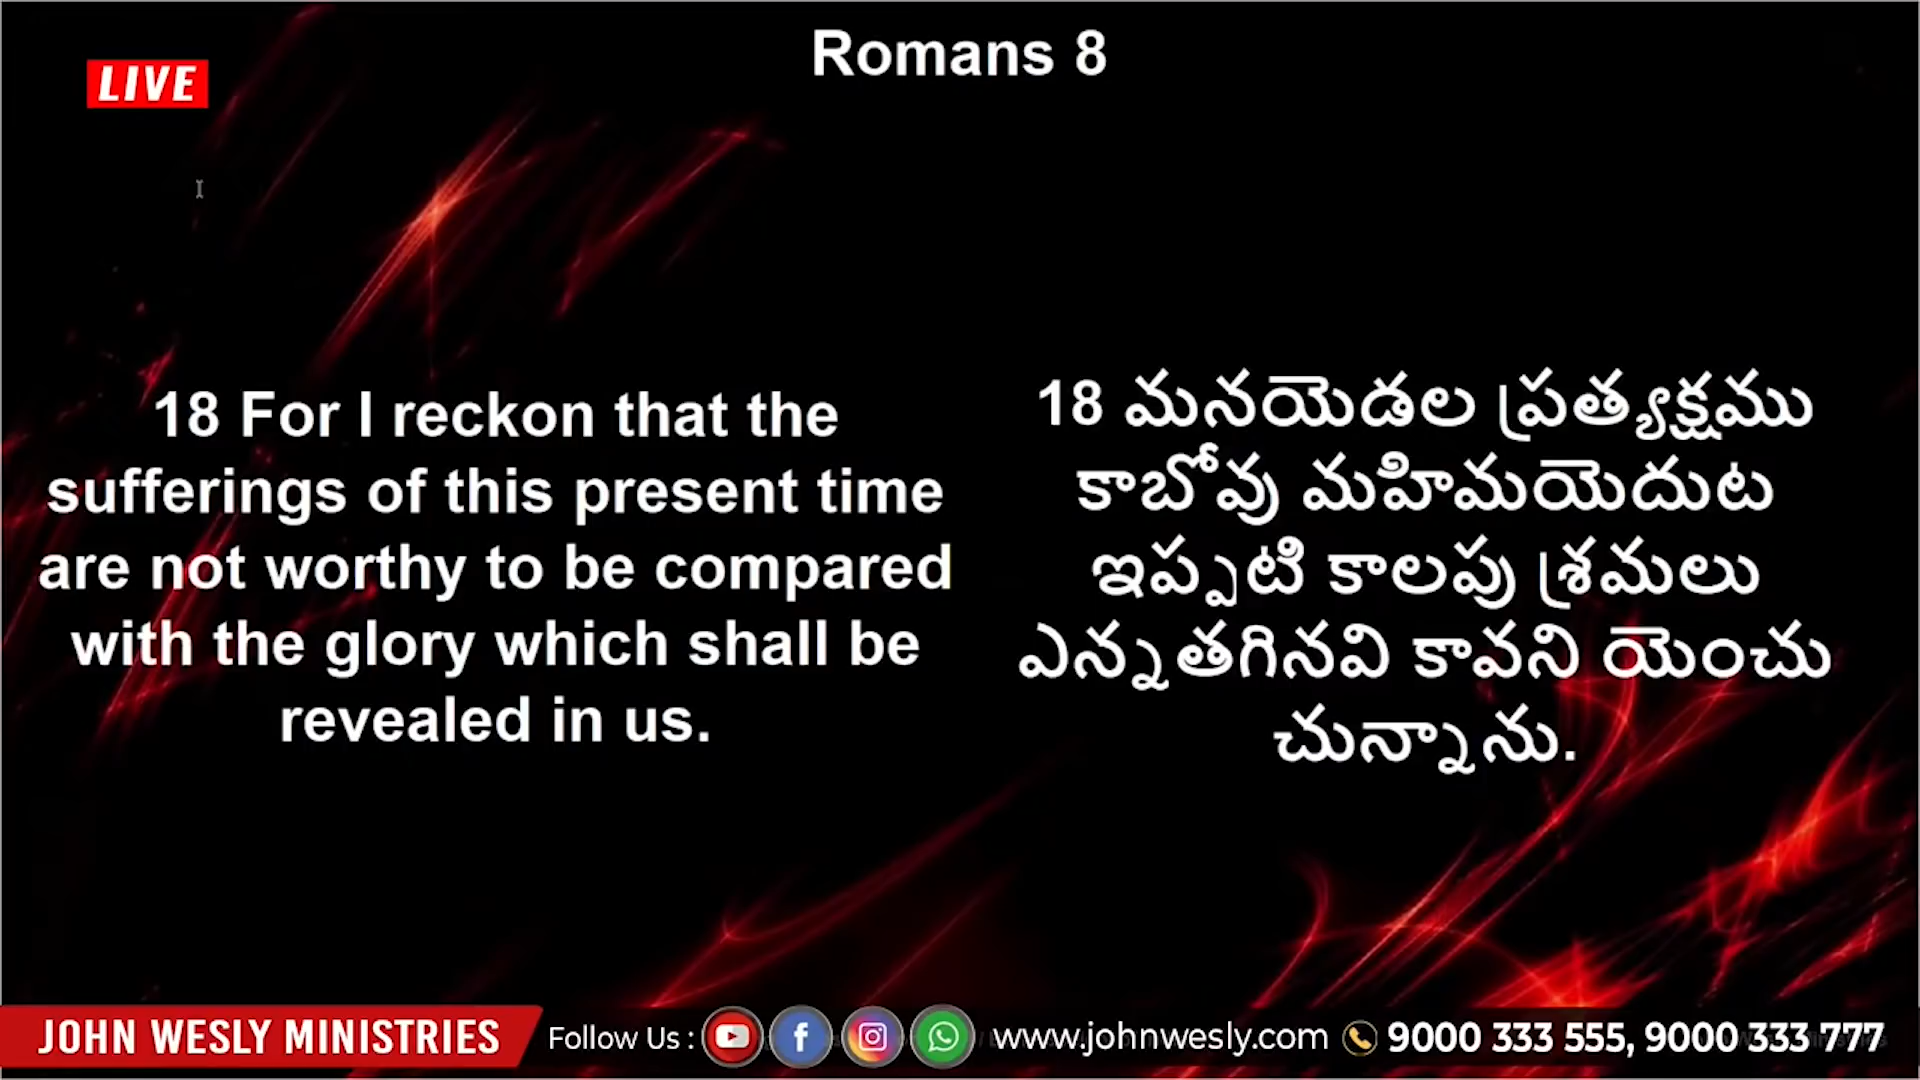 Romans 8
LIVE
18 For I reckon that the
sufferings of this present time
are not worthy to be compared
with the glory which shall be
revealed in us.
18 మనయెడల ప్రత్యక్షము
కాబోవు మహిమయెదుట
ఇప్పటి కాలపు శ్రమలు
ఎన్నతగినవి కావని యెంచు
చున్నాను.
JOHN WESLY MINISTRIES
Follow Us :
www.johnwesly.com
9000 333 555, 9000 333 777